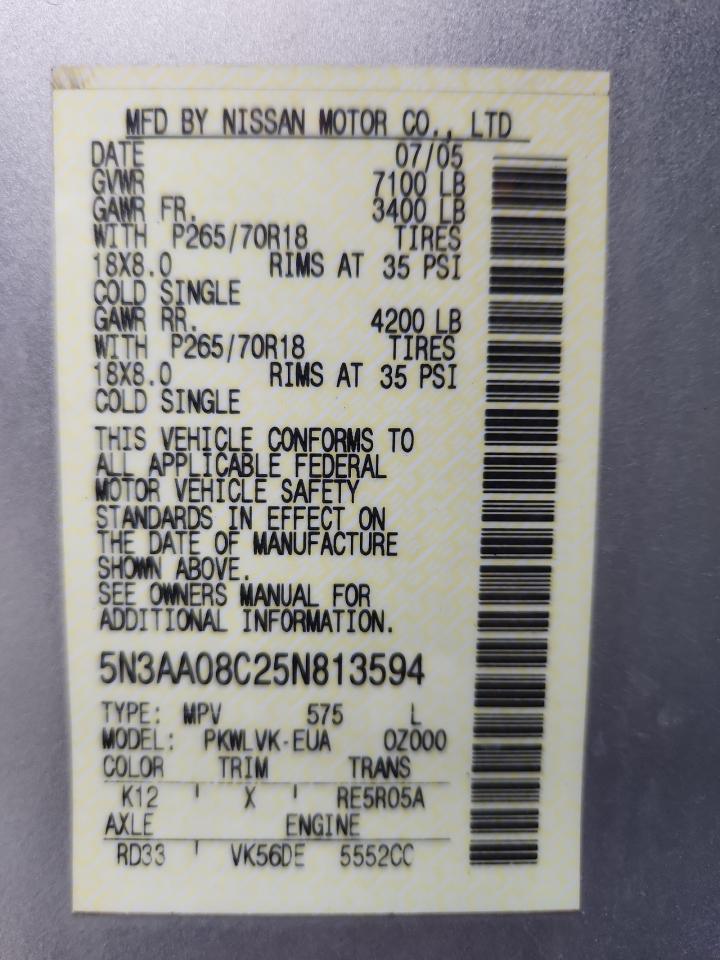 MFD BY NISSAN MOTOR CO., LTD
DATE 07/05
GVWR 7100 LB
GAWR FR. 3400 LB
WITH P265/70R18 TIRES
18X8.0 RIMS AT 35 PSI
COLD SINGLE
GAWR RR. 4200 LB
WITH P265/70R18 TIRES
18X8.0 RIMS AT 35 PSI
COLD SINGLE
THIS VEHICLE CONFORMS TO
ALL APPLICABLE FEDERAL
MOTOR VEHICLE SAFETY
STANDARDS IN EFFECT ON
THE DATE OF MANUFACTURE
SHOWN ABOVE.
SEE OWNERS MANUAL FOR
ADDITIONAL INFORMATION.
5N3AA08C25N813594
TYPE: MPV 575 L
MODEL: PKWLVK-EUA 0Z000
COLOR TRIM TRANS
K12 ' X ' RE5R05A
AXLE ENGINE
RD33 ' VK56DE 5552CC